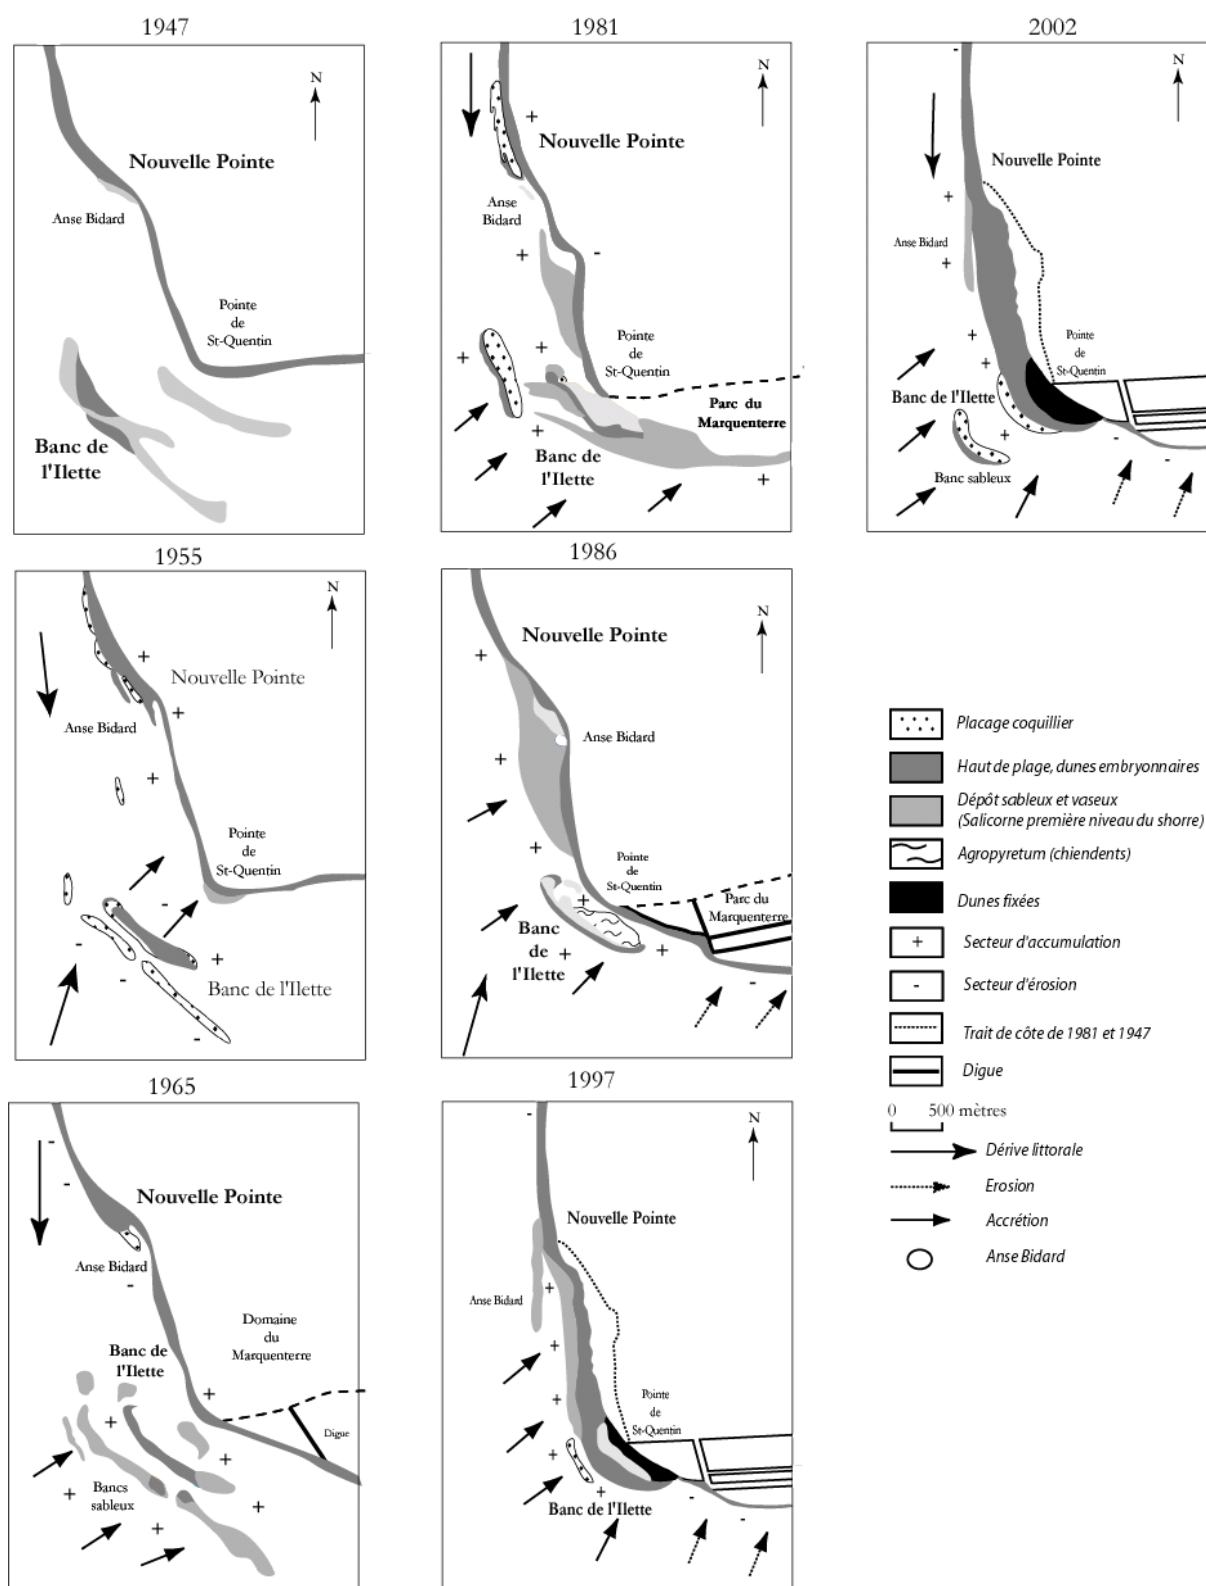 1947
N
Nouvelle Pointe
Anse Bidard
Pointe
de
St-Quentin
Banc de
l'Ilette
1981
N
+
Nouvelle Pointe
Anse
Bidard
+
-
+
+
Pointe
de
St-Quentin
Parc du
Marquenterre
+
Banc de
l'Ilette
+
2002
-
N
Nouvelle Pointe
+
Anse Bidard
+
+
+
Pointe
de
St-Quentin
Banc de l'Ilette
+
-
-
Banc sableux
1955
N
+
Nouvelle Pointe
+
Anse Bidard
+
Pointe
de
St-Quentin
-
-
+
-
Banc de l'Ilette
-
1986
N
Nouvelle Pointe
+
Anse Bidard
+
+
Pointe
de
St-Quentin
+
Parc du
Marquenterre
Banc
de
l'Ilette
+
+
-
1965
N
-
-
Nouvelle Pointe
Anse Bidard
-
Domaine
du
Marquenterre
Banc de
l'Ilette
+
+
Digue
+
Bancs
sableux
+
+
+
1997
-
N
Nouvelle Pointe
+
Anse Bidard
+
+
Pointe
de
St-Quentin
+
+
-
Banc de l'Ilette
-
Placage coquillier
Haut de plage, dunes embryonnaires
Dépôt sableux et vaseux
(Salicorne première niveau du shorre)
Agropyretum (chiendents)
Dunes fixées
+ Secteur d'accumulation
- Secteur d'érosion
Trait de côte de 1981 et 1947
Digue
0 500 mètres
Dérive littorale
Erosion
Accrétion
Anse Bidard